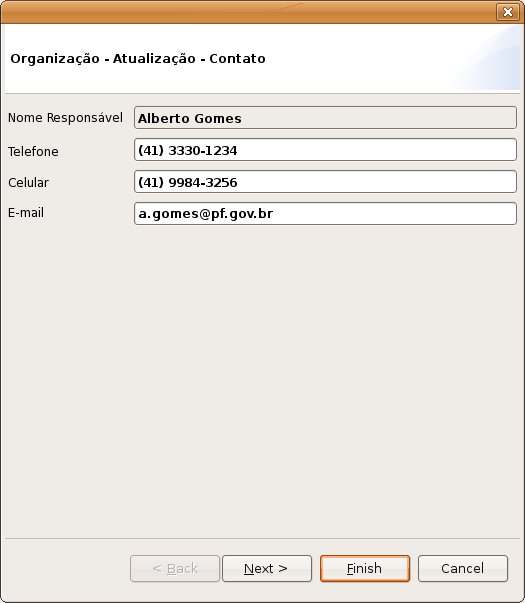 Organização - Atualização - Contato
Nome Responsável Alberto Gomes
Telefone (41) 3330-1234
Celular (41) 9984-3256
E-mail a.gomes@pf.gov.br
< Back Next > Finish Cancel